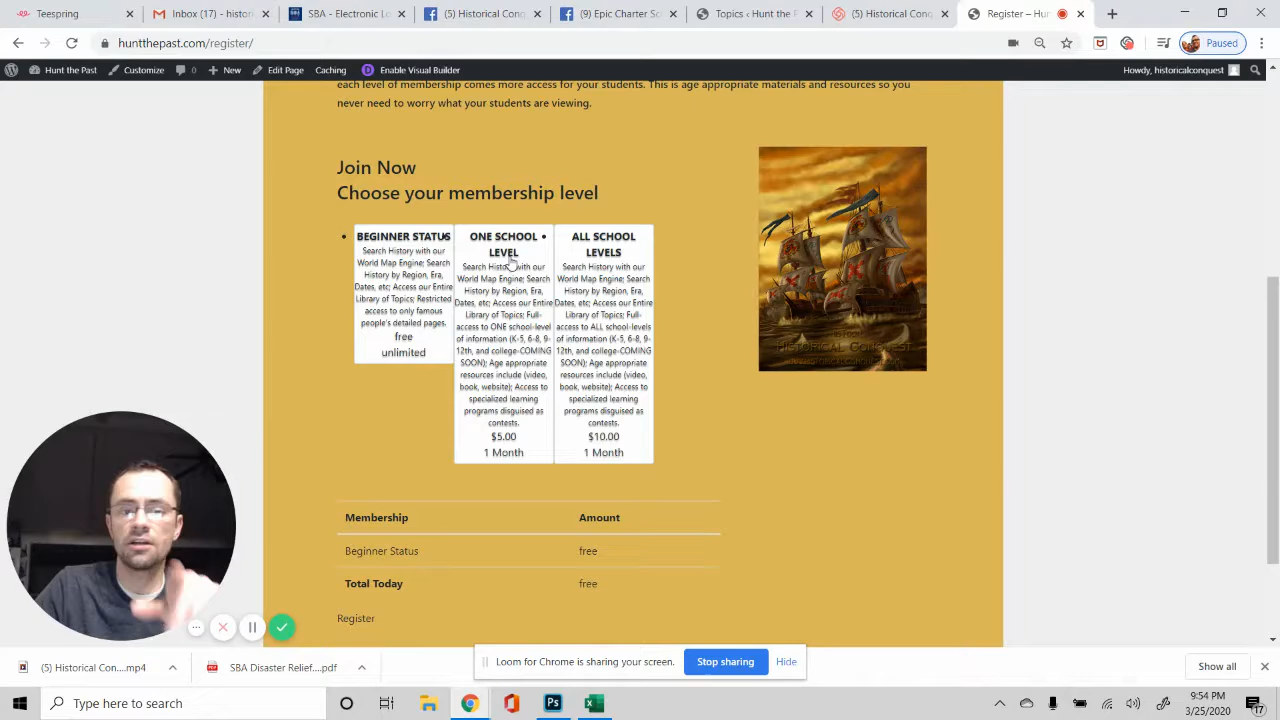 Teespring
Inbox (17) - histori
SBA - Livestrea
(5) Historical Con
(9) Epic Charter Sc
Topics ‹ Hunt the P
(5) Historical Conq
Register – Hu
hunthepast.com/register/
Paused
Hunt the Past
Customize
0
New
Edit Page
Caching
Enable Visual Builder
Howdy, historicalconquest
each level of membership comes more access for your students. This is age appropriate materials and resources so you
never need to worry what your students are viewing.
Join Now
Choose your membership level
BEGINNER STATUS
Search History with our
World Map Engine; Search
History by Region, Era,
Dates, etc; Access our Entire
Library of Topics; Restricted
access to only famous
people's detailed pages.
free
unlimited
ONE SCHOOL
LEVEL
Search History with our
World Map Engine; Search
History by Region, Era,
Dates, etc; Access our Entire
Library of Topics; Full-
access to ONE school-level
of information (K-5, 6-8, 9-
12th, and college-COMING
SOON); Age appropriate
resources include (video,
book, website); Access to
specialized learning
programs disguised as
contests.
$5.00
1 Month
ALL SCHOOL
LEVELS
Search History with our
World Map Engine; Search
History by Region, Era,
Dates, etc; Access our Entire
Library of Topics; Full-
access to ALL school-levels
of information (K-5, 6-8, 9-
12th, and college-COMING
SOON); Age appropriate
resources include (video,
book, website); Access to
specialized learning
programs disguised as
contests.
$10.00
1 Month
HISTORICAL CONQUEST
Membership Amount
Beginner Status free
Total Today free
Register
Loom for Chrome is sharing your screen.
Stop sharing
Hide
(5) Historical Con....mp4
SBA Disaster Relief....pdf
Show all
Type here to search
9:54 PM
3/25/2020
17